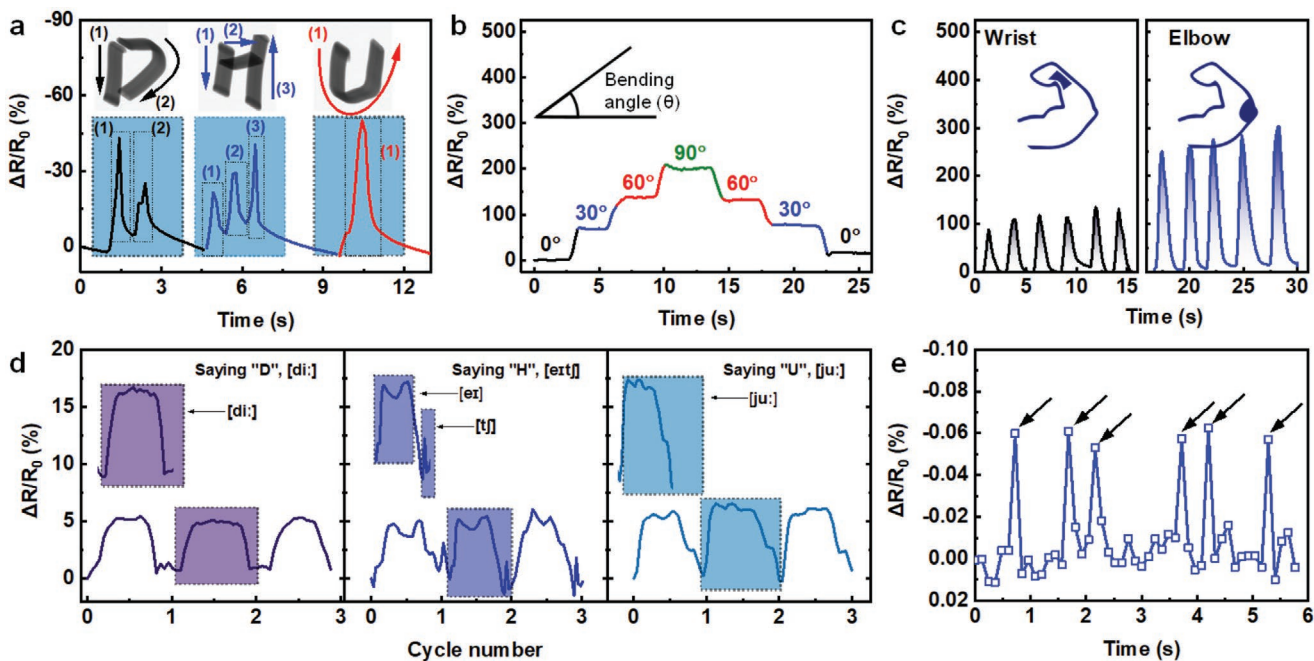 a
-90
-60
-30
0
ΔR/R0 (%)
D H U
(1)
(2)
(1)
(2)
(3)
(1)
(1)
(2)
(1)
(2)
(3)
(1)
0 3 6 9 12
Time (s)
b
500
400
300
200
100
0
ΔR/R0 (%)
Bending
angle (θ)
0°
30°
60°
90°
60°
30°
0°
0 5 10 15 20 25
Time (s)
c
500
400
300
200
100
0
ΔR/R0 (%)
Wrist
Elbow
0 5 10 15 20 25 30
Time (s)
d
20
15
10
5
0
ΔR/R0 (%)
Saying "D", [diː]
[diː]
Saying "H", [eɪtʃ]
[eɪ]
[tʃ]
Saying "U", [juː]
[juː]
0 1 2 3
0 1 2 3
0 1 2 3
Cycle number
e
-0.10
-0.08
-0.06
-0.04
-0.02
0.00
0.02
ΔR/R0 (%)
0 1 2 3 4 5 6
Time (s)